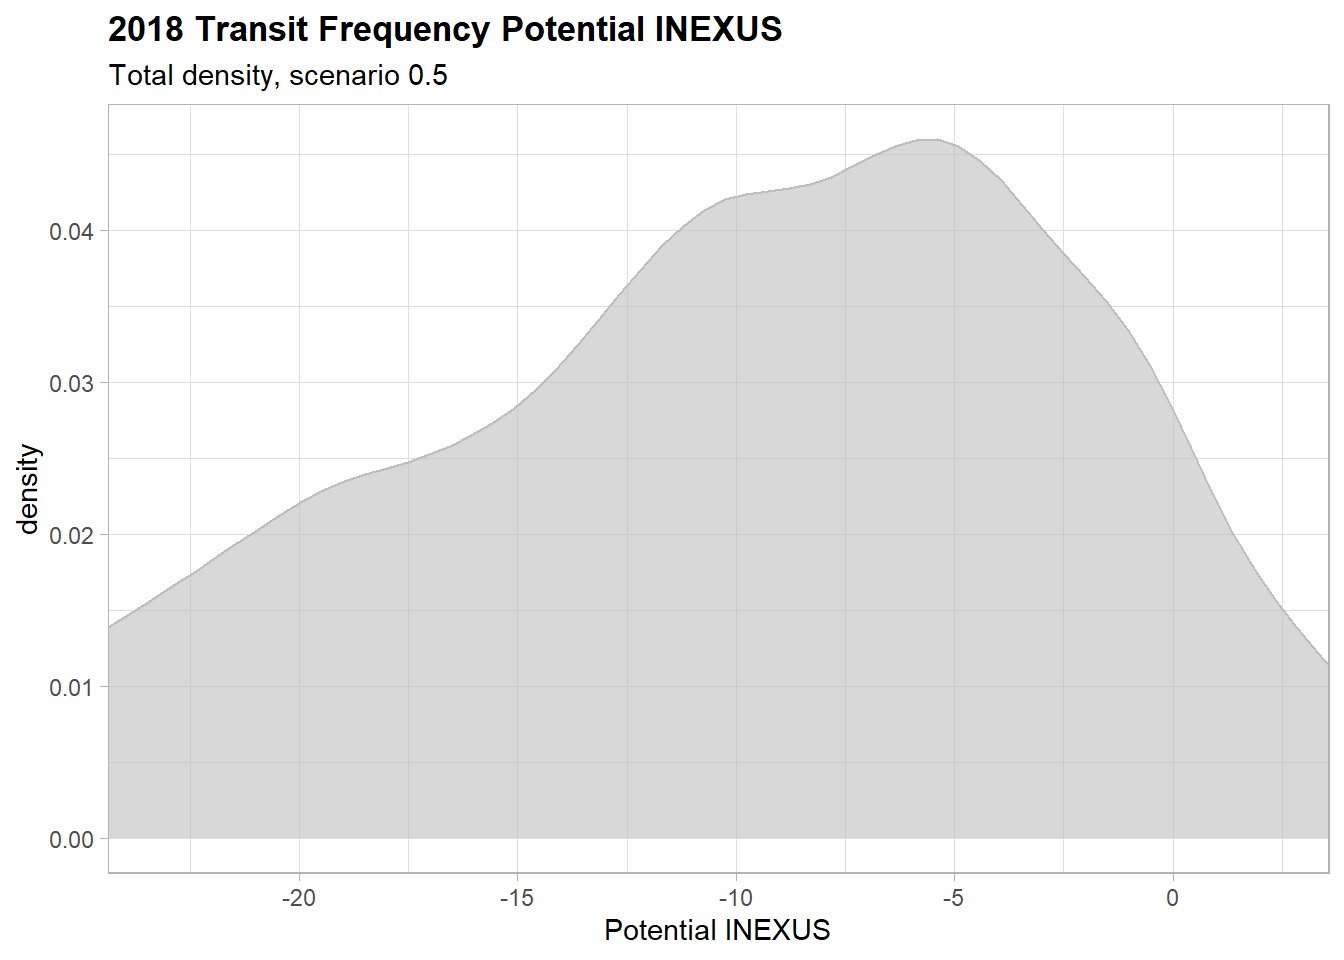 2018 Transit Frequency Potential INEXUS
Total density, scenario 0.5
0.04
0.03
0.02
0.01
0.00
density
-20 -15 -10 -5 0
Potential INEXUS